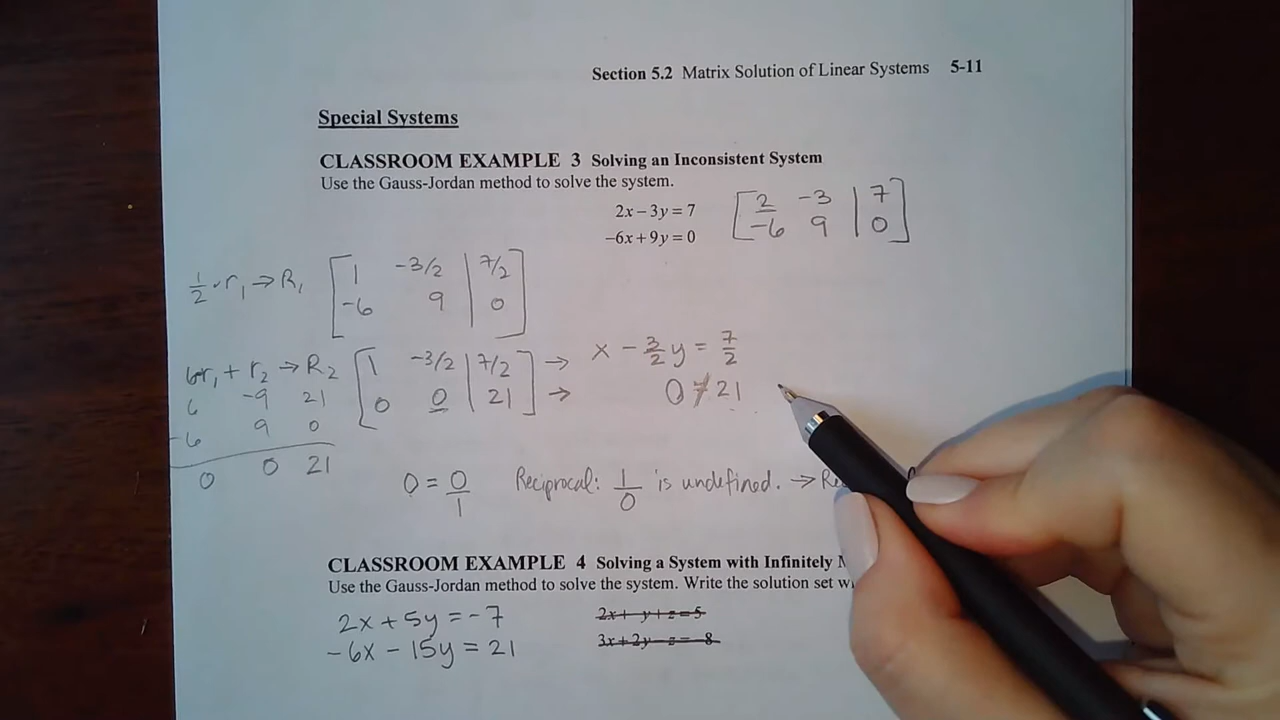 Section 5.2 Matrix Solution of Linear Systems 5-11
Special Systems
CLASSROOM EXAMPLE 3 Solving an Inconsistent System
Use the Gauss-Jordan method to solve the system.
2x – 3y = 7
–6x + 9y = 0
2 -3 | 7
-6 9 | 0
1/2 · r₁ → R₁
1 -3/2 | 7/2
-6 9 | 0
6r₁ + r₂ → R₂
1 -3/2 | 7/2 → x - 3/2 y = 7/2
0 0 | 21 → 0 ≠ 21
6 -9 21
-6 9 0
0 0 21
0 = 0/1 Reciprocal: 1/0 is undefined. →
CLASSROOM EXAMPLE 4 Solving a System with Infinitely
Use the Gauss-Jordan method to solve the system. Write the solution set
2x + 5y = -7
-6x - 15y = 21
2x + y + z = 5
3x + 2y – z = –8